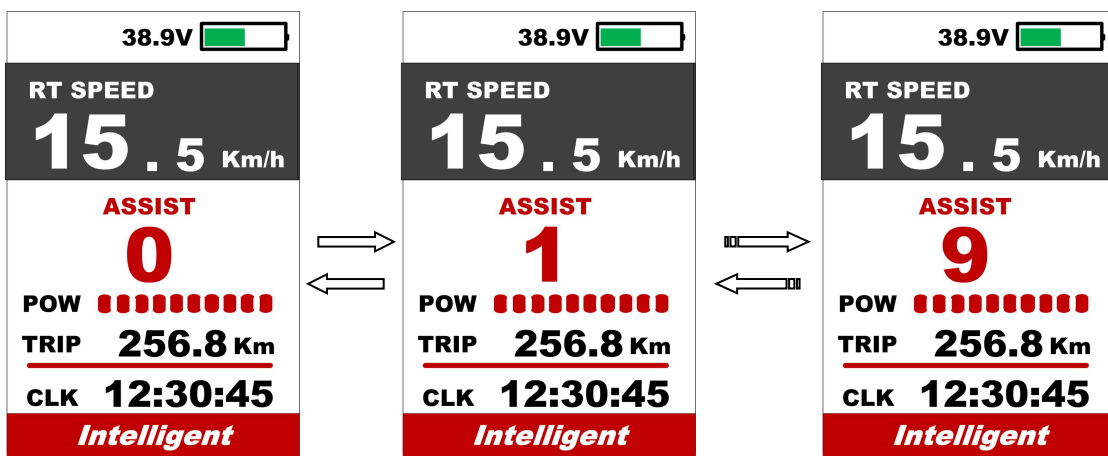 38.9V
RT SPEED
15.5 Km/h
ASSIST
0
POW
TRIP 256.8 Km
CLK 12:30:45
Intelligent
38.9V
RT SPEED
15.5 Km/h
ASSIST
1
POW
TRIP 256.8 Km
CLK 12:30:45
Intelligent
38.9V
RT SPEED
15.5 Km/h
ASSIST
9
POW
TRIP 256.8 Km
CLK 12:30:45
Intelligent